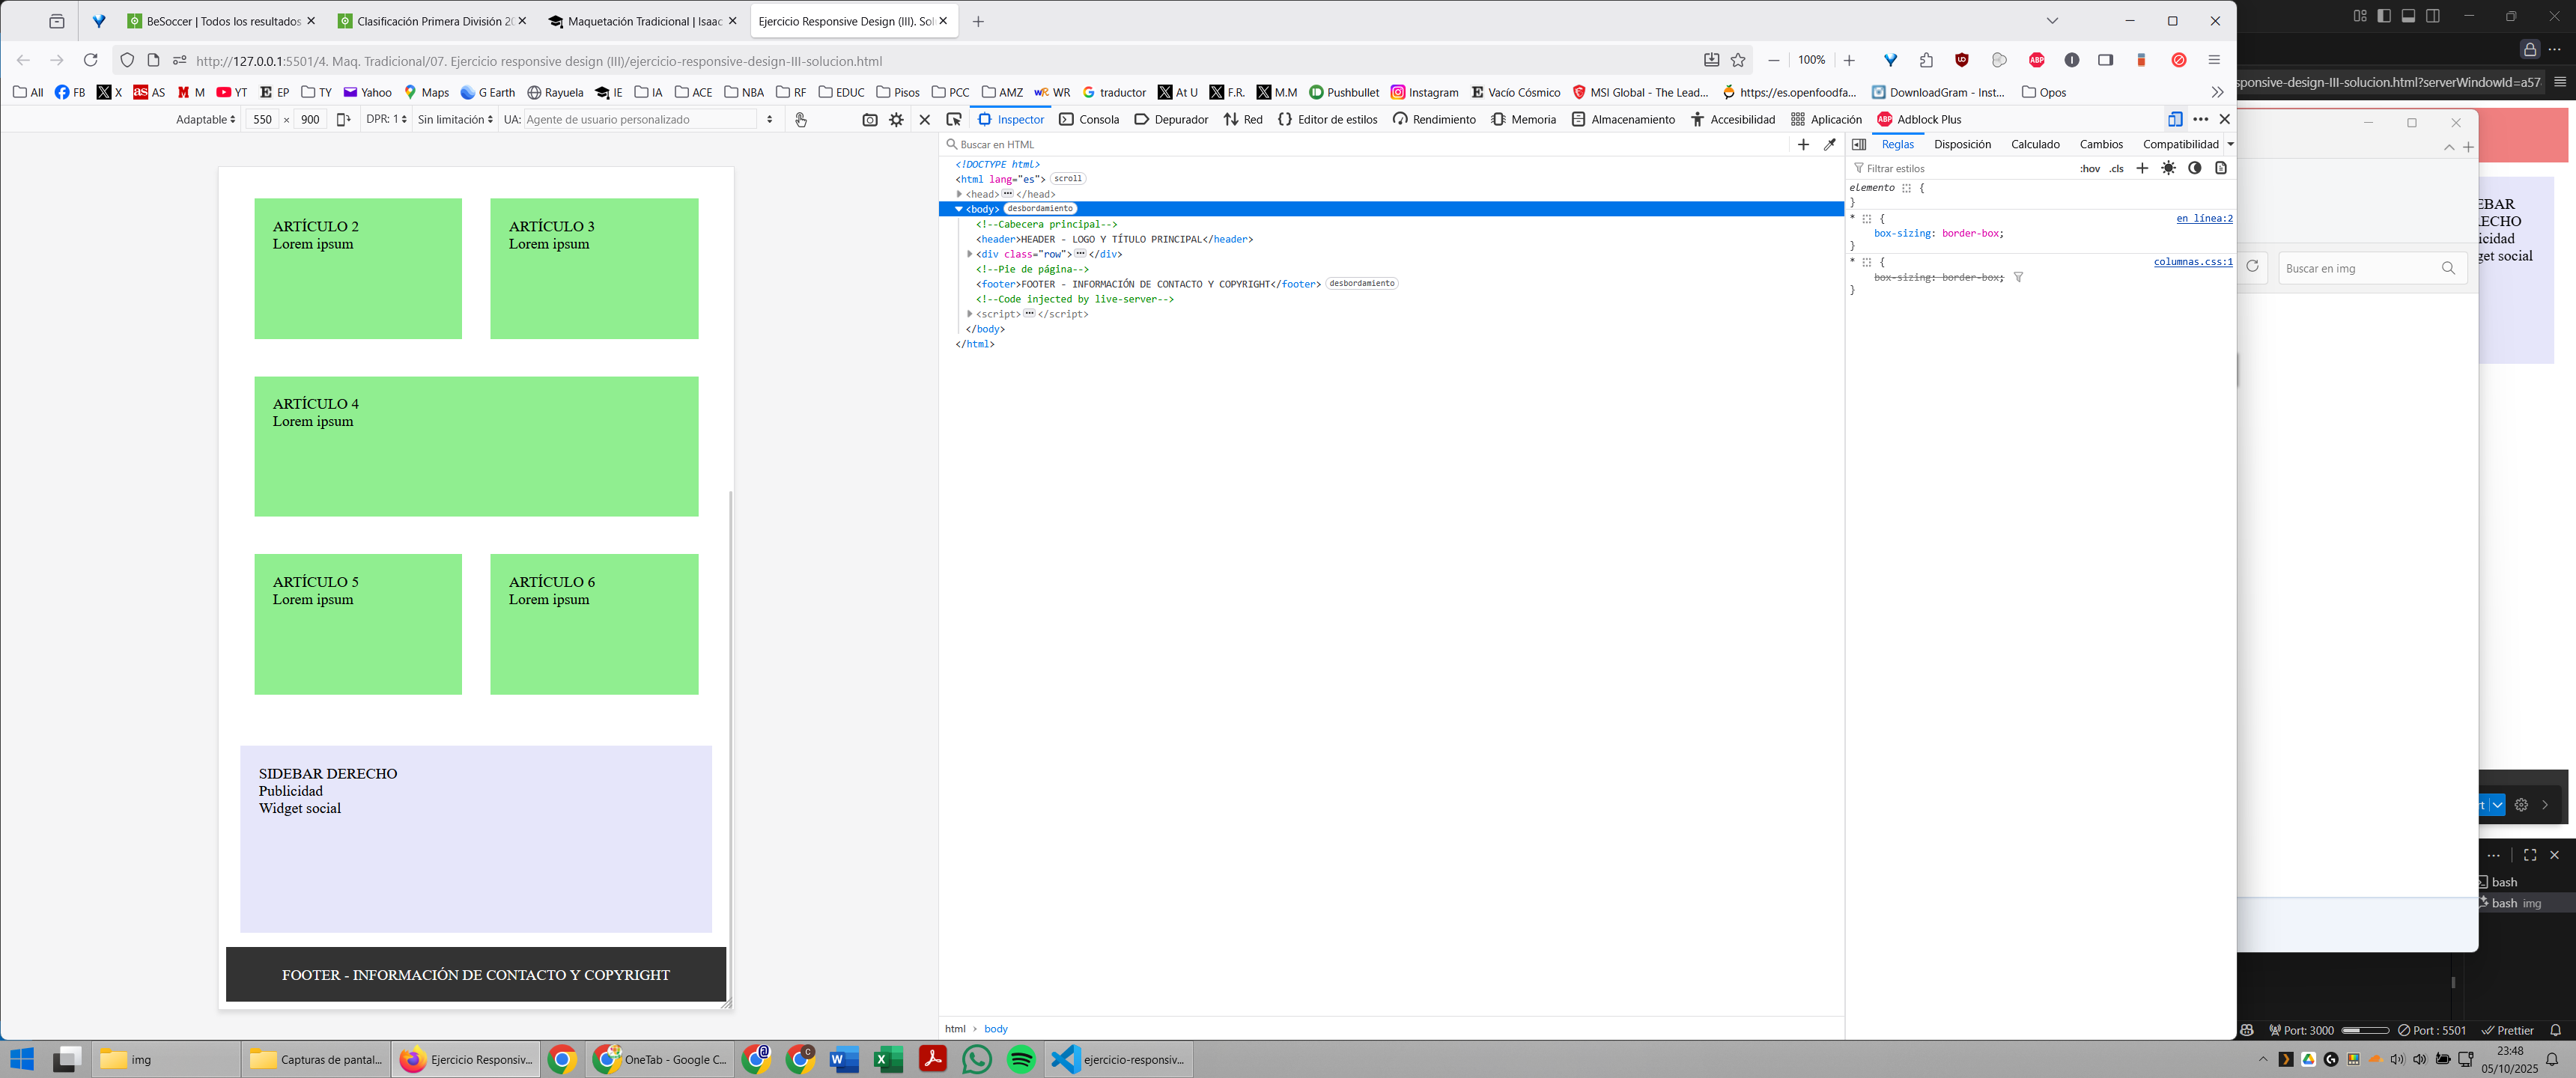 BeSoccer | Todos los resultados
Clasificación Primera División 20
Maquetación Tradicional | Isaac
Ejercicio Responsive Design (III). Sol
http://127.0.0.1:5501/4. Maq. Tradicional/07. Ejercicio responsive design (III)/ejercicio-responsive-design-III-solucion.html
100%
All FB X AS M YT EP TY Yahoo Maps G Earth Rayuela IE IA ACE NBA RF EDUC Pisos PCC AMZ WR traductor At U F.R. M.M Pushbullet Instagram Vacío Cósmico MSI Global - The Lead... https://es.openfoodfa... DownloadGram - Inst... Opos
Adaptable 550 × 900 DPR: 1 Sin limitación UA: Agente de usuario personalizado
Inspector Consola Depurador Red Editor de estilos Rendimiento Memoria Almacenamiento Accesibilidad Aplicación Adblock Plus
ARTÍCULO 2
Lorem ipsum
ARTÍCULO 3
Lorem ipsum
ARTÍCULO 4
Lorem ipsum
ARTÍCULO 5
Lorem ipsum
ARTÍCULO 6
Lorem ipsum
SIDEBAR DERECHO
Publicidad
Widget social
FOOTER - INFORMACIÓN DE CONTACTO Y COPYRIGHT
Buscar en HTML
<!DOCTYPE html>
<html lang="es"> scroll
<head> ••• </head>
<body> desbordamiento
<!--Cabecera principal-->
<header>HEADER - LOGO Y TÍTULO PRINCIPAL</header>
<div class="row"> ••• </div>
<!--Pie de página-->
<footer>FOOTER - INFORMACIÓN DE CONTACTO Y COPYRIGHT</footer> desbordamiento
<!--Code injected by live-server-->
<script> ••• </script>
</body>
</html>
html › body
Reglas Disposición Calculado Cambios Compatibilidad
Filtrar estilos :hov .cls
elemento {
}
* { en línea:2
box-sizing: border-box;
}
* { columnas.css:1
box-sizing: border-box;
}
sponsive-design-III-solucion.html?serverWindowId=a57
EBAR
ECHO
icidad
get social
Buscar en img
bash
bash img
Port: 3000 Port : 5501 Prettier
img
Capturas de pantal...
Ejercicio Responsiv...
OneTab - Google C...
ejercicio-responsiv...
23:48
05/10/2025